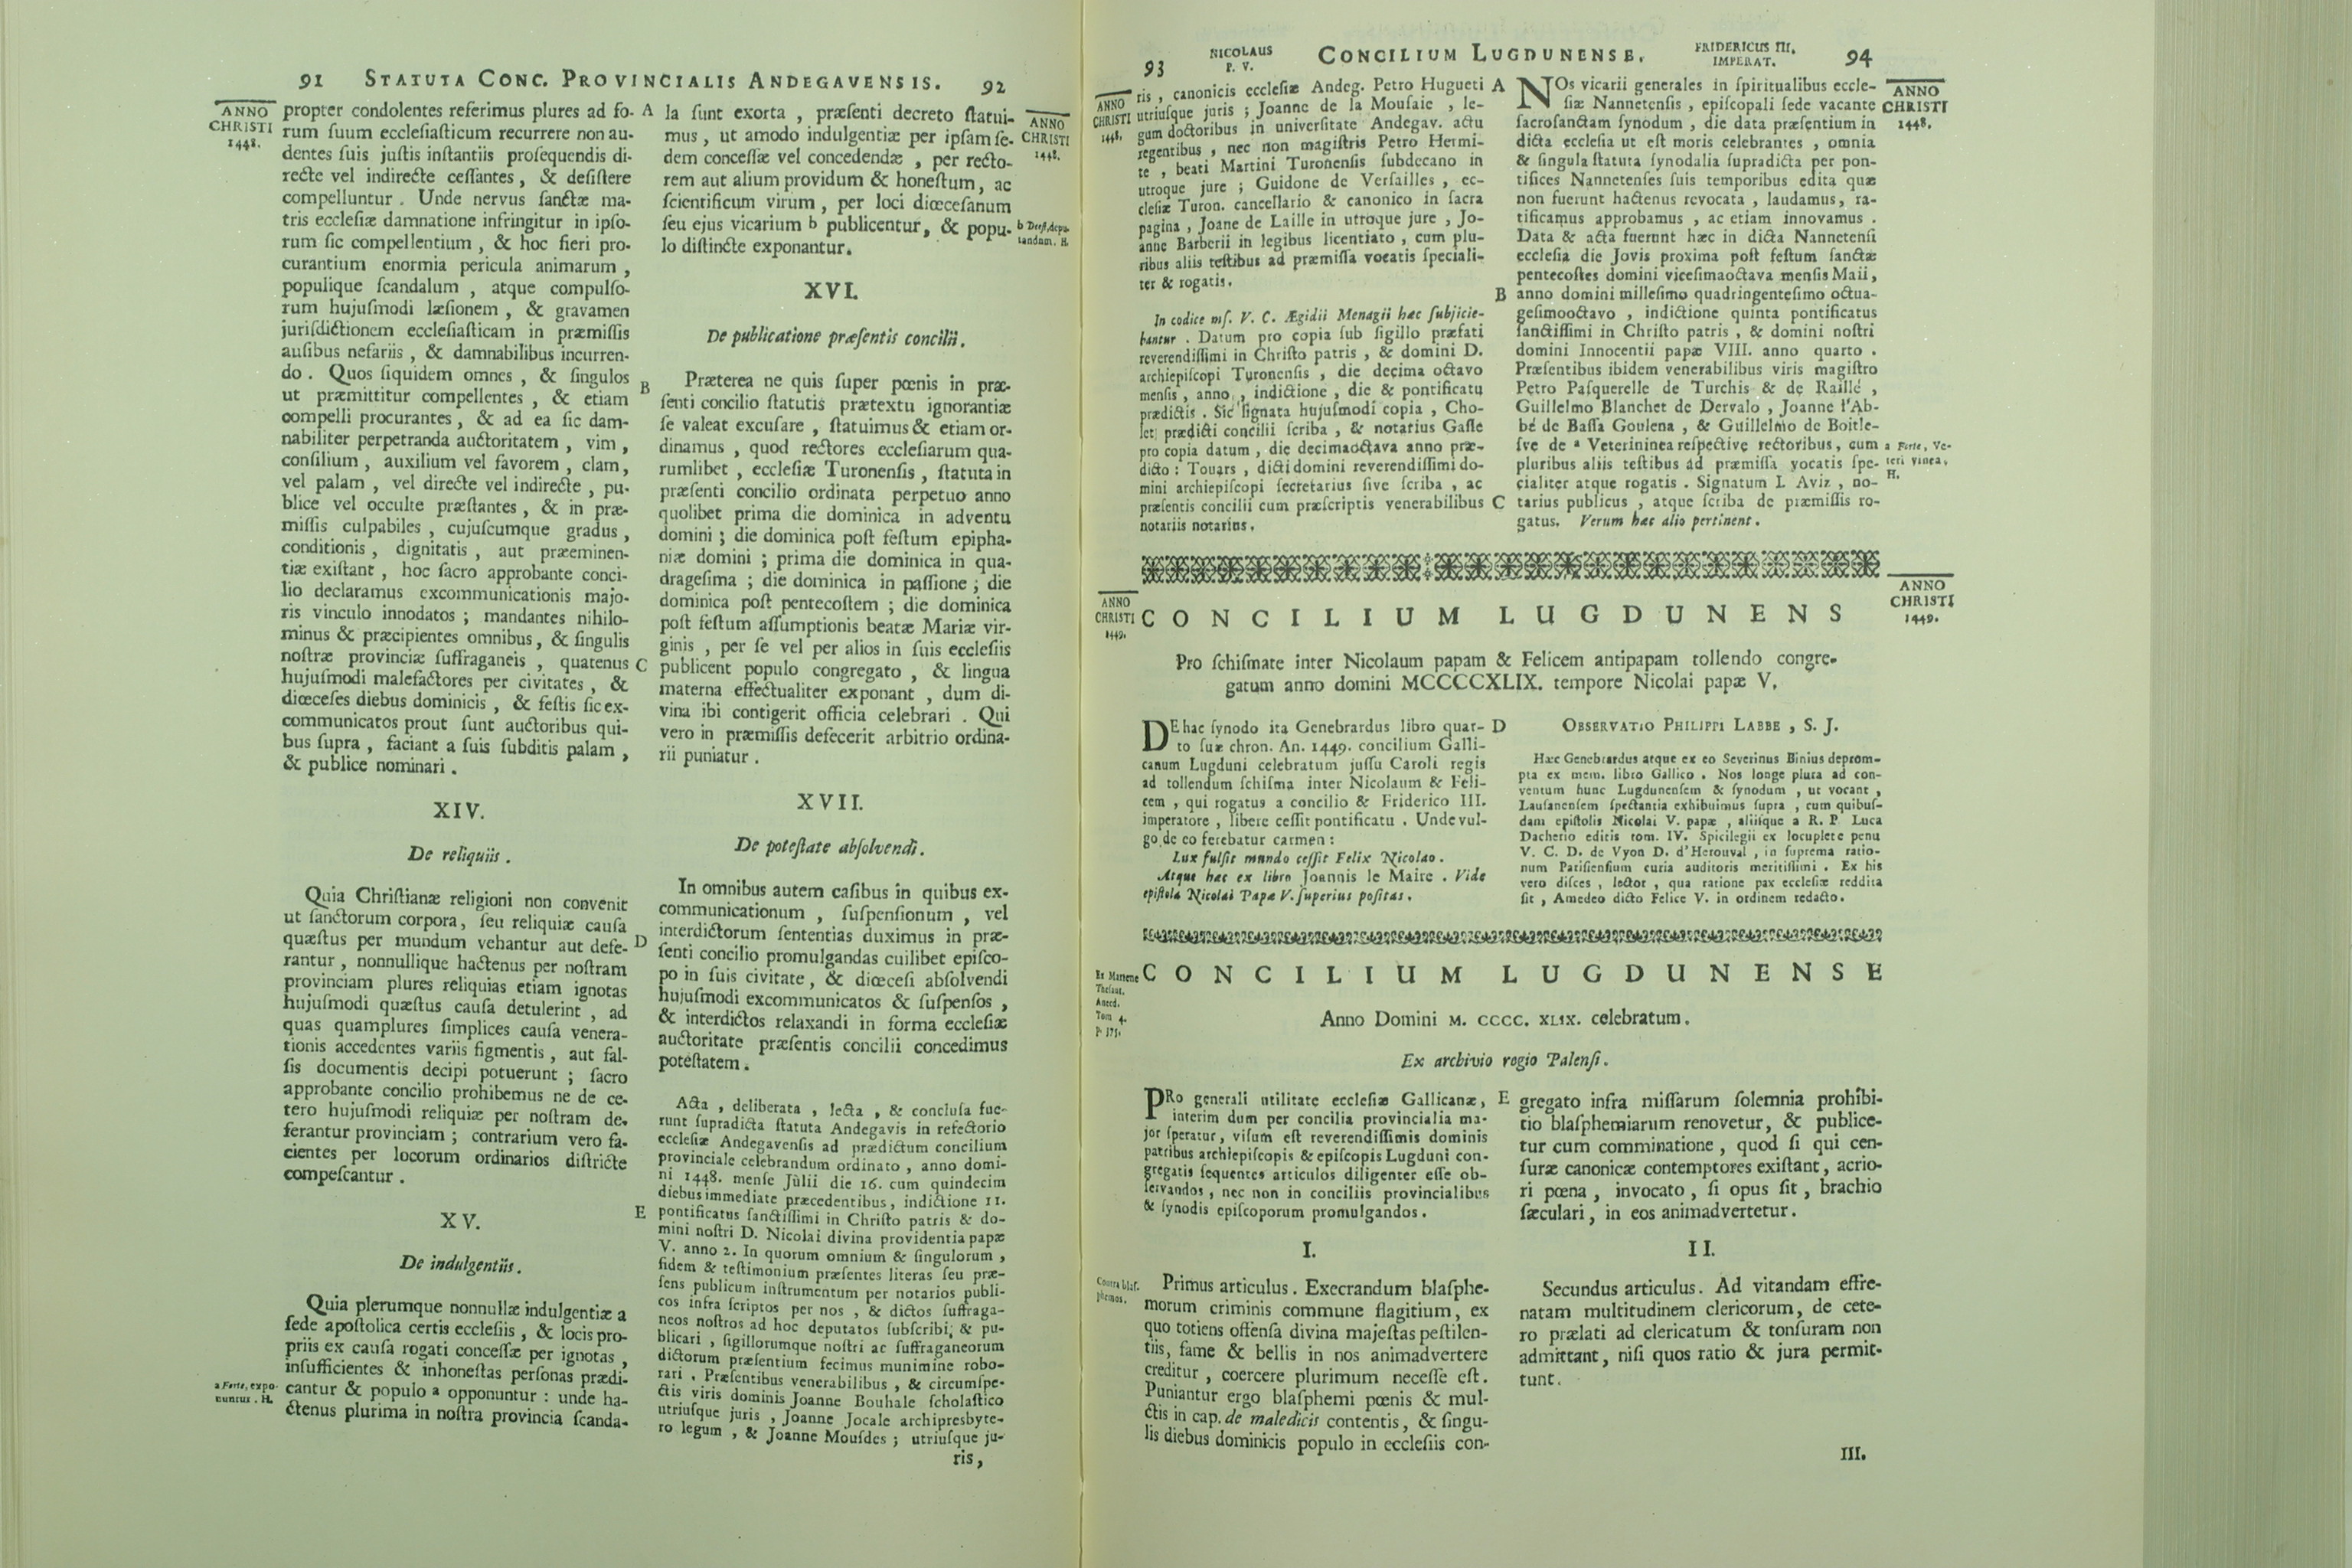 91 STATUTA CONC. PROVINCIALIS ANDEGAVENSIS. 92
ANNO
CHRISTI
1448.
propter condolentes referimus plures ad fo-
rum suum ecclesiasticum recurrere non au-
dentes suis justis instantiis prosequendis di-
recte vel indirecte cessantes, & desistere
compelluntur. Unde nervus sanctæ ma-
tris ecclesiæ damnatione infringitur in ipso-
rum sic compellentium, & hoc fieri pro-
curantium enormia pericula animarum,
populique scandalum, atque compulso-
rum hujusmodi læsionem, & gravamen
jurisdictionem ecclesiasticam in præmissis
ausibus nefariis, & damnabilibus incurren-
do. Quos siquidem omnes, & singulos
ut præmittitur compellentes, & etiam
compelli procurantes, & ad ea sic dam-
nabiliter perpetranda auctoritatem, vim,
consilium, auxilium vel favorem, clam,
vel palam, vel directe vel indirecte, pu-
blice vel occulte præstantes, & in præ-
missis culpabiles, cujuscumque gradus,
conditionis, dignitatis, aut præeminen-
tiæ existant, hoc sacro approbante conci-
lio declaramus excommunicationis majo-
ris vinculo innodatos; mandantes nihilo-
minus & præcipientes omnibus, & singulis
nostræ provinciæ suffraganeis, quatenus
hujusmodi malefactores per civitates, &
diœceses diebus dominicis, & festis sic ex-
communicatos prout sunt auctoribus qui-
bus supra, faciant a suis subditis palam,
& publice nominari.
XIV.
De reliquiis.
Quia Christianæ religioni non convenit
ut sanctorum corpora, seu reliquiæ causa
quæstus per mundum vehantur aut defe-
rantur, nonnullique hactenus per nostram
provinciam plures reliquias etiam ignotas
hujusmodi quæstus causa detulerint, ad
quas quamplures simplices causa venera-
tionis accedentes variis figmentis, aut fal-
sis documentis decipi potuerunt; sacro
approbante concilio prohibemus ne de ce-
tero hujusmodi reliquiæ per nostram de-
ferantur provinciam; contrarium vero fa-
cientes per locorum ordinarios districte
compescantur.
XV.
De indulgentiis.
Quia plerumque nonnullæ indulgentiæ a
sede apostolica certis ecclesiis, & locis pro-
priis ex causa rogati concessæ per ignotas,
insufficientes & inhonestas personas prædi-
cantur & populo a opponuntur: unde ha-
ctenus plurima in nostra provincia scanda-
a Forte, expo-
nuntur. H.
A
B
C
D
E
la sunt exorta, præsenti decreto statui-
mus, ut amodo indulgentiæ per ipsam se-
dem concessæ vel concedendæ, per recto-
rem aut alium providum & honestum, ac
scientificum virum, per loci diœcesanum
seu ejus vicarium b publicentur, & popu-
lo distincte exponantur.
ANNO
CHRISTI
1448.
XVI.
De publicatione præsentis concilii.
Præterea ne quis super pœnis in præ-
senti concilio statutis prætextu ignorantiæ
se valeat excusare, statuimus & etiam or-
dinamus, quod rectores ecclesiarum qua-
rumlibet, ecclesiæ Turonensis, statuta in
præsenti concilio ordinata perpetuo anno
quolibet prima die dominica in adventu
domini; die dominica post festum epipha-
niæ domini; prima die dominica in qua-
dragesima; die dominica in passione; die
dominica post pentecostem; die dominica
post festum assumptionis beatæ Mariæ vir-
ginis, per se vel per alios in suis ecclesiis
publicent populo congregato, & lingua
materna effectualiter exponant, dum di-
vina ibi contigerit officia celebrari. Qui
vero in præmissis defecerit arbitrio ordina-
rii puniatur.
XVII.
De potestate absolvendi.
In omnibus autem casibus in quibus ex-
communicationum, suspensionum, vel
interdictorum sententias duximus in præ-
senti concilio promulgandas cuilibet episco-
po in suis civitate, & diœcesi absolvendi
hujusmodi excommunicatos & suspensos,
& interdictos relaxandi in forma ecclesiæ
auctoritate præsentis concilii concedimus
potestatem.
Acta, deliberata, lecta, & conclusa fue-
runt supradicta statuta Andegavis in refectorio
ecclesiæ Andegavensis ad prædictum concilium
provinciale celebrandum ordinato, anno domi-
ni 1448. mense Julii die 16. cum quindecim
diebus immediate præcedentibus, indictione 11.
pontificatus sanctissimi in Christo patris & do-
mini nostri D. Nicolai divina providentia papæ
V. anno 2. In quorum omnium & singulorum,
fidem & testimonium præsentes literas seu præ-
sens publicum instrumentum per notarios publi-
cos infra scriptos per nos, & dictos suffraga-
neos nostros ad hoc deputatos subscribi, & pu-
blicari, sigillorumque nostri ac suffraganeorum
dictorum præsentium fecimus munimine robo-
rari. Præsentibus venerabilibus, & circumspe-
ctis viris dominis Joanne Bouhale scholastico
utriusque juris, Joanne Jocale archipresbyte-
ro legum, & Joanne Mousdes; utriusque ju-
ris,
93 NICOLAUS P. V. CONCILIUM LUGDUNENSE. FRIDERICUS III. IMPERAT. 94
ANNO
CHRISTI
1448.
ris, canonicis ecclesiæ Andeg. Petro Hugueti
utriusque juris; Joanne de la Mousaie, le-
gum doctoribus in universitate Andegav. actu
regentibus, nec non magistris Petro Hermi-
te, beati Martini Turonensis subdecano in
utroque jure; Guidone de Versailles, ec-
clesiæ Turon. cancellario & canonico in sacra
pagina, Joane de Laille in utroque jure, Jo-
anne Barberii in legibus licentiato, cum plu-
ribus aliis testibus ad præmissa vocatis speciali-
ter & rogatis.
In codice ms. V. C. Ægidii Menagii hæc subjicie-
bantur. Datum pro copia sub sigillo præfati
reverendissimi in Christo patris, & domini D.
archiepiscopi Turonensis, die decima octavo
mensis, anno, indictione, die & pontificatu
prædictis. Sic signata hujusmodi copia, Cho-
let prædicti concilii scriba, & notarius Gasle
pro copia datum, die decimaoctava anno præ-
dicto: Touars, dicti domini reverendissimi do-
mini archiepiscopi secretarius sive scriba, ac
præsentis concilii cum præscriptis venerabilibus
notariis notarius.
A
B
C
NOs vicarii generales in spiritualibus eccle-
siæ Nannetensis, episcopali sede vacante
sacrosanctam synodum, die data præsentium in
dicta ecclesia ut est moris celebrantes, omnia
& singula statuta synodalia supradicta per pon-
tifices Nannetenses suis temporibus edita quæ
non fuerunt hactenus revocata, laudamus, ra-
tificamus approbamus, ac etiam innovamus.
Data & acta fuerunt hæc in dicta Nannetensi
ecclesia die Jovis proxima post festum sanctæ
pentecostes domini vicesimaoctava mensis Maii,
anno domini millesimo quadringentesimo octua-
gesimooctavo, indictione quinta pontificatus
sanctissimi in Christo patris, & domini nostri
domini Innocentii papæ VIII. anno quarto.
Præsentibus ibidem venerabilibus viris magistro
Petro Pasquerelle de Turchis & de Raillé,
Guillelmo Blanchet de Dervalo, Joanne l'Ab-
bé de Bassa Goulena, & Guillelmo de Boitle-
sve de a Veterininea respective rectoribus, cum
pluribus aliis testibus ad præmissa vocatis spe-
cialiter atque rogatis. Signatum I. Aviz, no-
tarius publicus, atque scriba de præmissis ro-
gatus. Verum hæc alio pertinent.
ANNO
CHRISTI
1448.
a Forte, Ve-
teri vinea,
H.
ANNO
CHRISTI
1449.
CONCILIUM LUGDUNENS
ANNO
CHRISTI
1449.
Pro schismate inter Nicolaum papam & Felicem antipapam tollendo congre-
gatum anno domini MCCCCXLIX. tempore Nicolai papæ V.
DE hac synodo ita Genebrardus libro quar-
to suæ chron. An. 1449. concilium Galli-
canum Lugduni celebratum jussu Caroli regis
ad tollendum schisma inter Nicolaum & Feli-
cem, qui rogatus a concilio & Friderico III.
imperatore, libere cessit pontificatu. Unde vul-
go de eo ferebatur carmen:
Lux fulsit mundo cessit Felix Nicolao.
Atque hæc ex libro Joannis le Maire. Vide
epistola Nicolai Papæ V. superius positas.
D
OBSERVATIO PHILIPPI LABBE, S. J.
Hæc Genebrardus atque ex eo Severinus Binius deprom-
pta ex mem. libro Gallico. Nos longe plura ad con-
ventum hunc Lugdunensem & synodum, ut vocant,
Lausanensem spectantia exhibuimus supra, cum quibus-
dam epistolis Nicolai V. papæ, aliisque a R. P. Luca
Dacherio editis tom. IV. Spicilegii ex locuplete penu
V. C. D. de Vyon D. d'Herouval, in suprema ratio-
num Parisiensium curia auditoris meritissimi. Ex his
vero disces, lector, qua ratione pax ecclesiæ reddita
sit, Amedeo dicto Felice V. in ordinem redacto.
Ex Martene
Thesaur.
Anecd.
Tom 4.
p. 375.
CONCILIUM LUGDUNENSE
Anno Domini M. CCCC. XLIX. celebratum.
Ex archivio regio Palensi.
PRo generali utilitate ecclesiæ Gallicanæ,
interim dum per concilia provincialia ma-
jor speratur, visum est reverendissimis dominis
patribus archiepiscopis & episcopis Lugduni con-
gregatis sequentes articulos diligenter esse ob-
servandos, nec non in conciliis provincialibus
& synodis episcoporum promulgandos.
I.
Contra blas-
phemos.
Primus articulus. Execrandum blasphe-
morum criminis commune flagitium, ex
quo totiens offensa divina majestas pestilen-
tiis, fame & bellis in nos animadvertere
creditur, coercere plurimum necesse est.
Puniantur ergo blasphemi pœnis & mul-
ctis in cap. de maledicis contentis, & singu-
lis diebus dominicis populo in ecclesiis con-
E
gregato infra missarum solemnia prohibi-
tio blasphemiarum renovetur, & publice-
tur cum comminatione, quod si qui cen-
suræ canonicæ contemptores existant, acrio-
ri pœna, invocato, si opus sit, brachio
sæculari, in eos animadvertetur.
II.
Secundus articulus. Ad vitandam effre-
natam multitudinem clericorum, de cete-
ro prælati ad clericatum & tonsuram non
admittant, nisi quos ratio & jura permit-
tunt.
III.